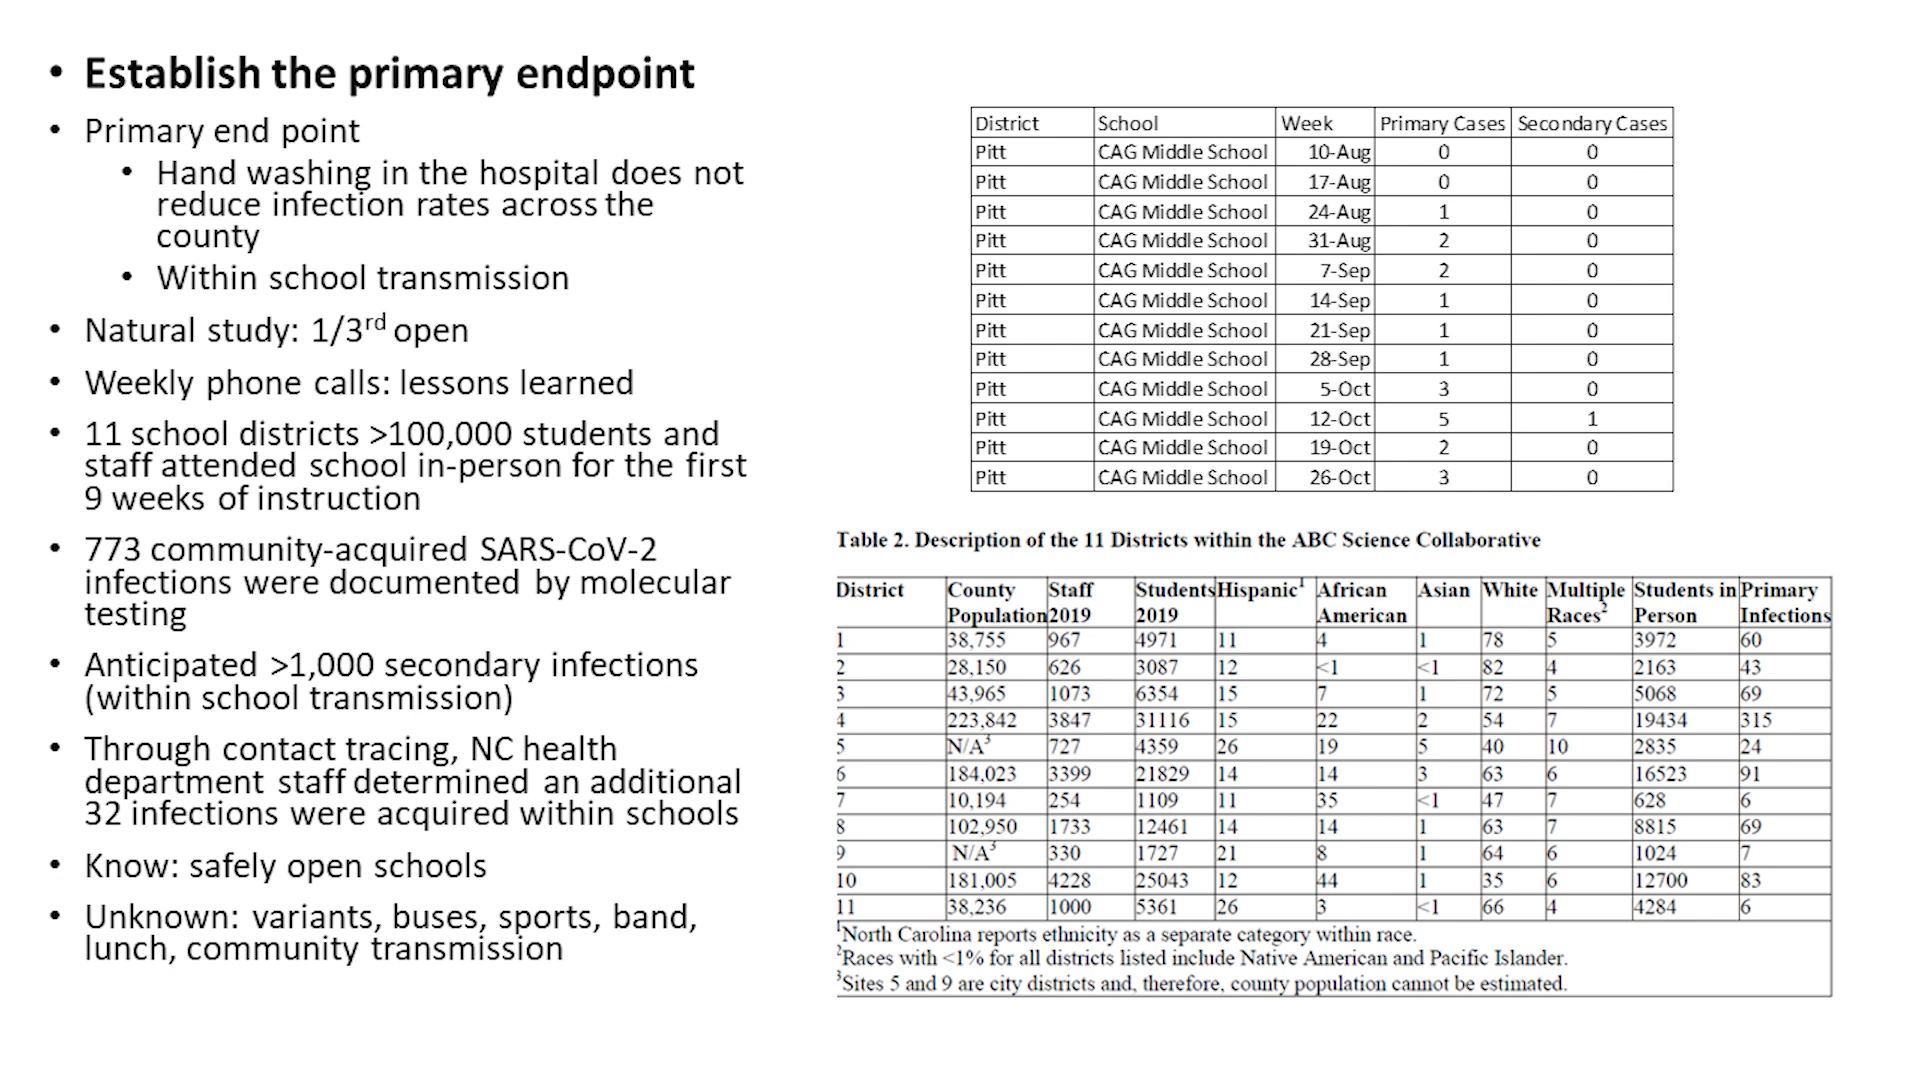 • Establish the primary endpoint
• Primary end point
• Hand washing in the hospital does not
reduce infection rates across the
county
• Within school transmission
• Natural study: 1/3rd open
• Weekly phone calls: lessons learned
• 11 school districts >100,000 students and
staff attended school in-person for the first
9 weeks of instruction
• 773 community-acquired SARS-CoV-2
infections were documented by molecular
testing
• Anticipated >1,000 secondary infections
(within school transmission)
• Through contact tracing, NC health
department staff determined an additional
32 infections were acquired within schools
• Know: safely open schools
• Unknown: variants, buses, sports, band,
lunch, community transmission
District School Week Primary Cases Secondary Cases
Pitt CAG Middle School 10-Aug 0 0
Pitt CAG Middle School 17-Aug 0 0
Pitt CAG Middle School 24-Aug 1 0
Pitt CAG Middle School 31-Aug 2 0
Pitt CAG Middle School 7-Sep 2 0
Pitt CAG Middle School 14-Sep 1 0
Pitt CAG Middle School 21-Sep 1 0
Pitt CAG Middle School 28-Sep 1 0
Pitt CAG Middle School 5-Oct 3 0
Pitt CAG Middle School 12-Oct 5 1
Pitt CAG Middle School 19-Oct 2 0
Pitt CAG Middle School 26-Oct 3 0
Table 2. Description of the 11 Districts within the ABC Science Collaborative
District County Staff Students Hispanic1 African Asian White Multiple Students in Primary
Population 2019 2019 American Races2 Person Infections
1 38,755 967 4971 11 4 1 78 5 3972 60
2 28,150 626 3087 12 <1 <1 82 4 2163 43
3 43,965 1073 6354 15 7 1 72 5 5068 69
4 223,842 3847 31116 15 22 2 54 7 19434 315
5 N/A3 727 4359 26 19 5 40 10 2835 24
6 184,023 3399 21829 14 14 3 63 6 16523 91
7 10,194 254 1109 11 35 <1 47 7 628 6
8 102,950 1733 12461 14 14 1 63 7 8815 69
9 N/A3 330 1727 21 8 1 64 6 1024 7
10 181,005 4228 25043 12 44 1 35 6 12700 83
11 38,236 1000 5361 26 3 <1 66 4 4284 6
1North Carolina reports ethnicity as a separate category within race.
2Races with <1% for all districts listed include Native American and Pacific Islander.
3Sites 5 and 9 are city districts and, therefore, county population cannot be estimated.